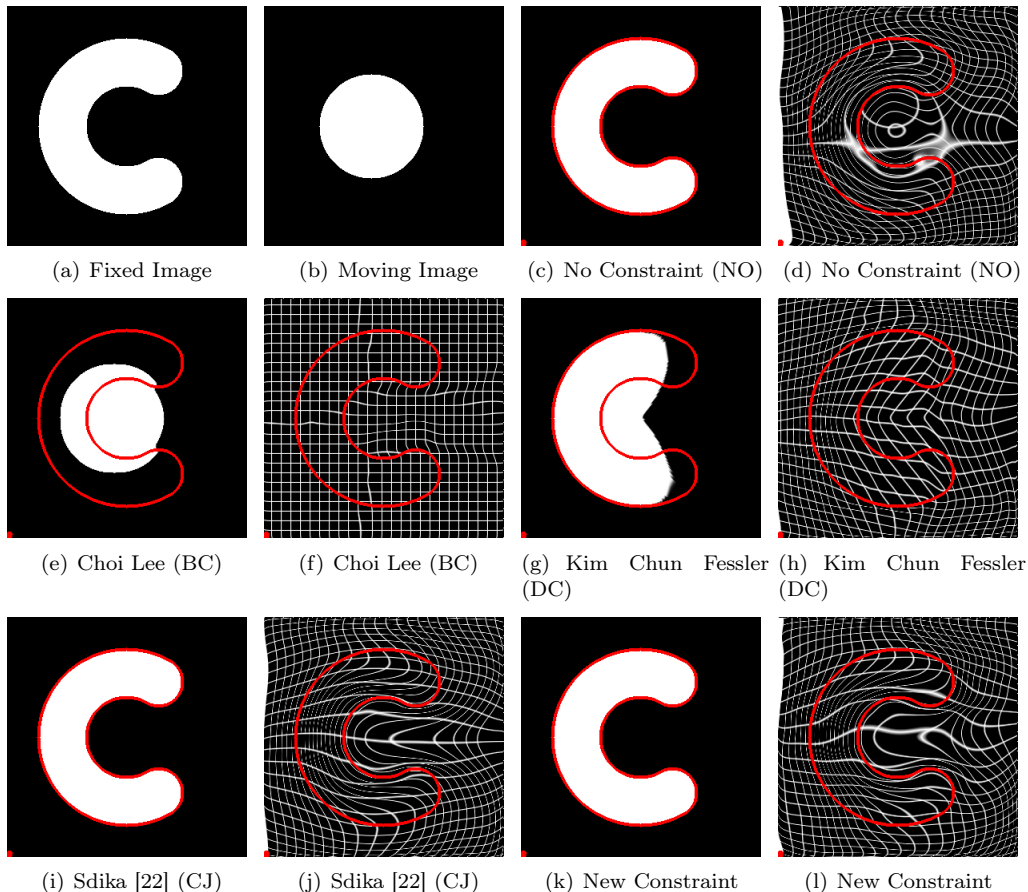 (a) Fixed Image
(b) Moving Image
(c) No Constraint (NO)
(d) No Constraint (NO)
(e) Choi Lee (BC)
(f) Choi Lee (BC)
(g) Kim Chun Fessler
(DC)
(h) Kim Chun Fessler
(DC)
(i) Sdika [22] (CJ)
(j) Sdika [22] (CJ)
(k) New Constraint
(l) New Constraint